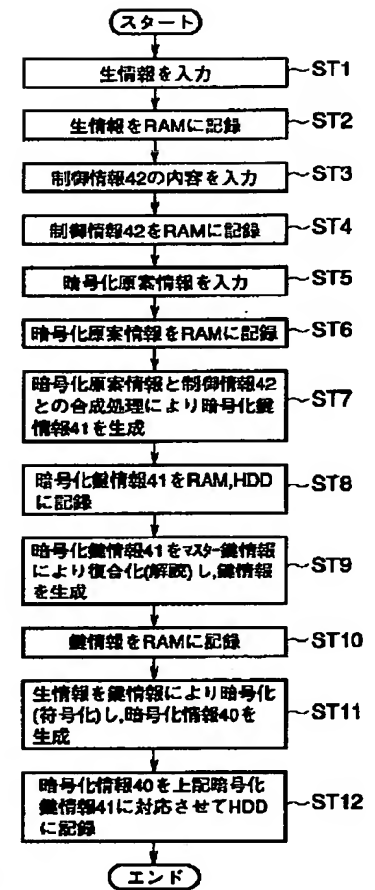 スタート
生情報を入力
ST1
生情報をRAMに記録
ST2
制御情報42の内容を入力
ST3
制御情報42をRAMに記録
ST4
暗号化原案情報を入力
ST5
暗号化原案情報をRAMに記録
ST6
暗号化原案情報と制御情報42
との合成処理により暗号化鍵
情報41を生成
ST7
暗号化鍵情報41をRAM,HDD
に記録
ST8
暗号化鍵情報41をマスター鍵情報
により復合化(解読)し,鍵情報
を生成
ST9
鍵情報をRAMに記録
ST10
生情報を鍵情報により暗号化
(符号化)し,暗号化情報40を
生成
ST11
暗号化情報40を上記暗号化
鍵情報41に対応させてHDD
に記録
ST12
エンド